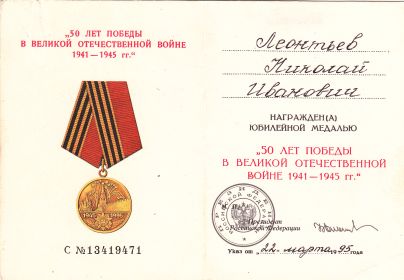 „50 ЛЕТ ПОБЕДЫ
В ВЕЛИКОЙ ОТЕЧЕСТВЕННОЙ ВОЙНЕ
1941—1945 гг.“
С №13419471
Леонтьев
Николай
Иванович
НАГРАЖДЕН(А)
ЮБИЛЕЙНОЙ МЕДАЛЬЮ
„50 ЛЕТ ПОБЕДЫ
В ВЕЛИКОЙ ОТЕЧЕСТВЕННОЙ
ВОЙНЕ 1941—1945 гг.“
Президент
Российской Федерации
Указ от „22„ марта 1995 года